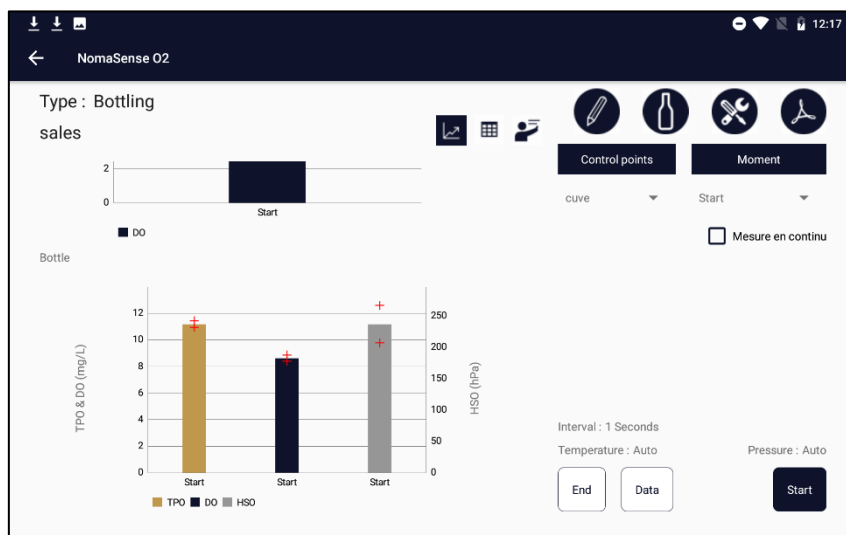 12:17
NomaSense O2
Type : Bottling
sales
Control points
Moment
cuve
Start
Mesure en continu
2
0
Start
DO
Bottle
TPO & DO (mg/L)
12
10
8
6
4
2
0
250
200
150
100
50
0
HSO (hPa)
Start
Start
Start
TPO DO HSO
Interval : 1 Seconds
Temperature : Auto
Pressure : Auto
End
Data
Start